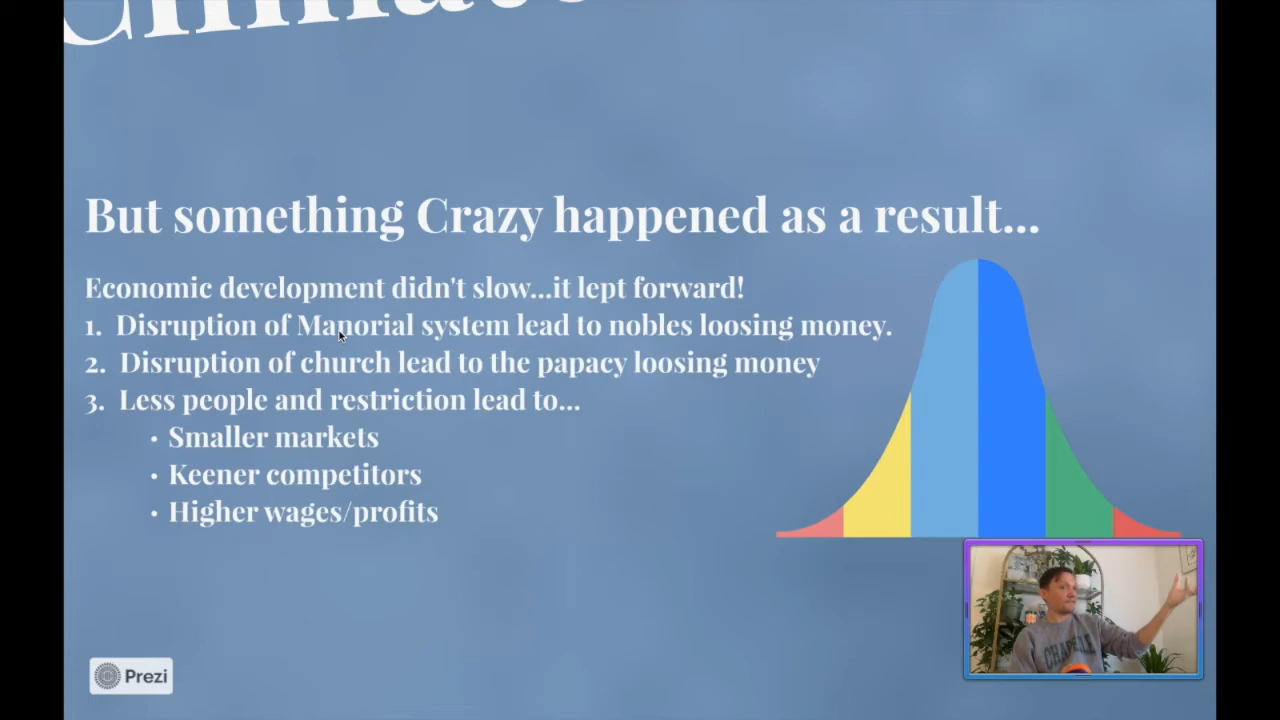 Climate
But something Crazy happened as a result...
Economic development didn't slow...it lept forward!
1. Disruption of Manorial system lead to nobles loosing money.
2. Disruption of church lead to the papacy loosing money
3. Less people and restriction lead to...
• Smaller markets
• Keener competitors
• Higher wages/profits
Prezi